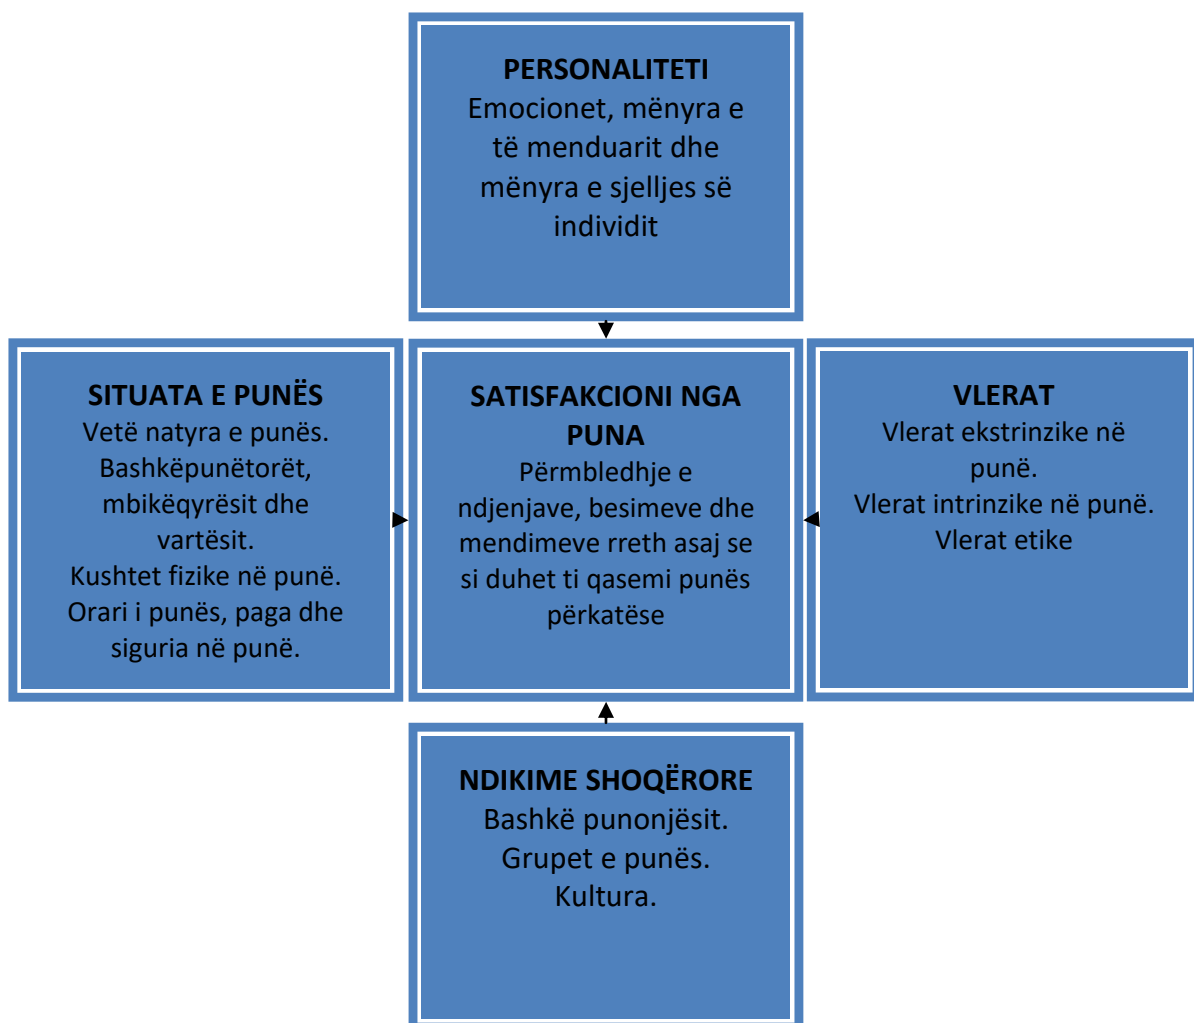 PERSONALITETI
Emocionet, mënyra e
të menduarit dhe
mënyra e sjelljes së
individit
SITUATA E PUNËS
Vetë natyra e punës.
Bashkëpunëtorët,
mbikëqyrësit dhe
vartësit.
Kushtet fizike në punë.
Orari i punës, paga dhe
siguria në punë.
SATISFAKCIONI NGA
PUNA
Përmbledhje e
ndjenjave, besimeve dhe
mendimeve rreth asaj se
si duhet ti qasemi punës
përkatëse
VLERAT
Vlerat ekstrinzike në
punë.
Vlerat intrinzike në punë.
Vlerat etike
NDIKIME SHOQËRORE
Bashkë punonjësit.
Grupet e punës.
Kultura.